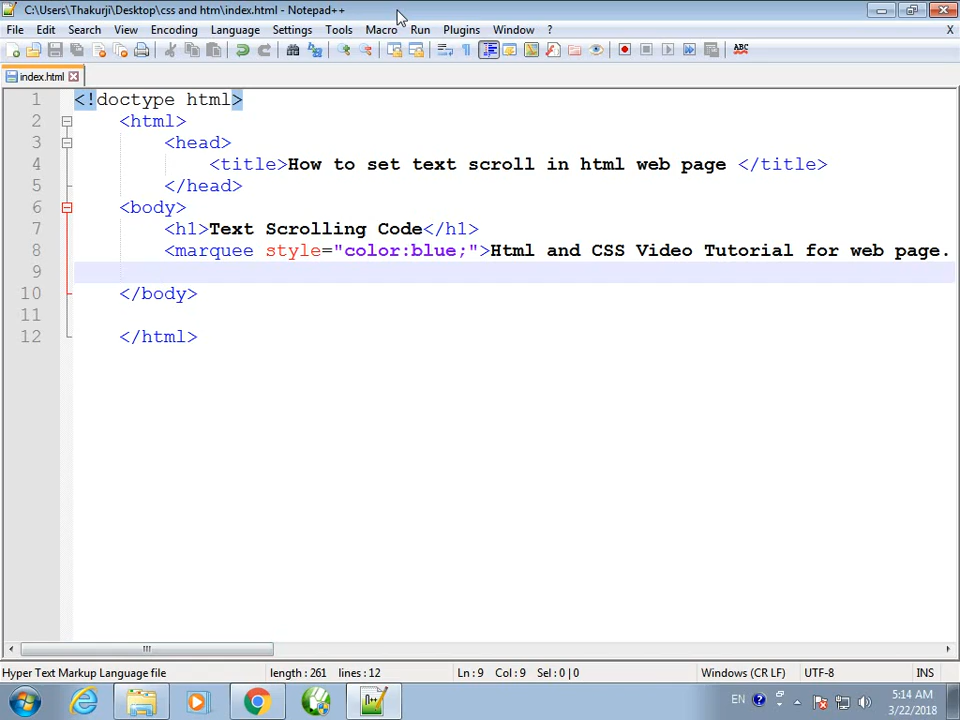 C:\Users\Thakurji\Desktop\css and htm\index.html - Notepad++
File Edit Search View Encoding Language Settings Tools Macro Run Plugins Window ? X
ABC
index.html
1 <!doctype html>
2 <html>
3 <head>
4 <title>How to set text scroll in html web page </title>
5 </head>
6 <body>
7 <h1>Text Scrolling Code</h1>
8 <marquee style="color:blue;">Html and CSS Video Tutorial for web page.
9
10 </body>
11
12 </html>
Hyper Text Markup Language file length : 261 lines : 12 Ln : 9 Col : 9 Sel : 0 | 0 Windows (CR LF) UTF-8 INS
EN 5:14 AM
3/22/2018